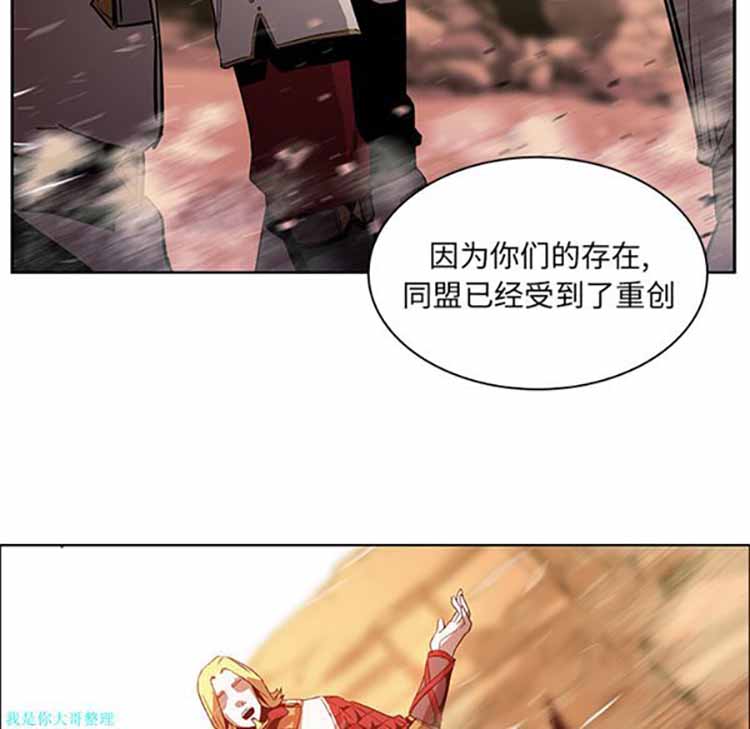 因为你们的存在,
同盟已经受到了重创
我是你大哥整理